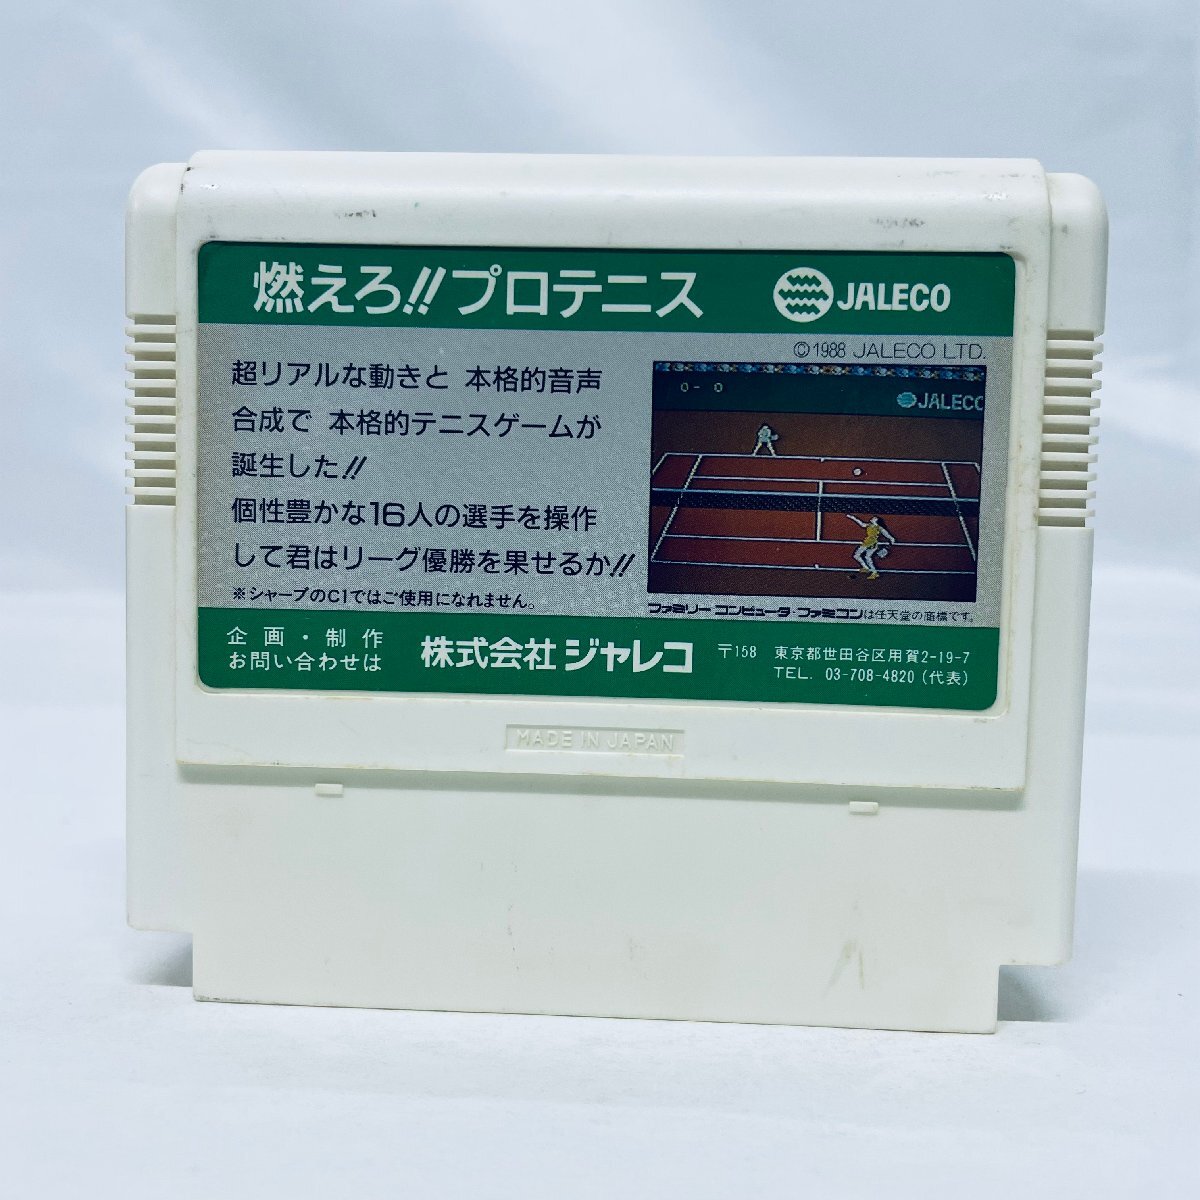 燃えろ!!プロテニス
JALECO
©1988 JALECO LTD.
超リアルな動きと 本格的音声
合成で 本格的テニスゲームが
誕生した!!
個性豊かな16人の選手を操作
して君はリーグ優勝を果せるか!!
※シャープのC1ではご使用になれません。
0- 0
JALECO
ファミリーコンピュータ・ファミコンは任天堂の商標です。
企画・制作
お問い合わせは
株式会社ジャレコ
〒158 東京都世田谷区用賀2-19-7
TEL. 03-708-4820(代表)
MADE IN JAPAN